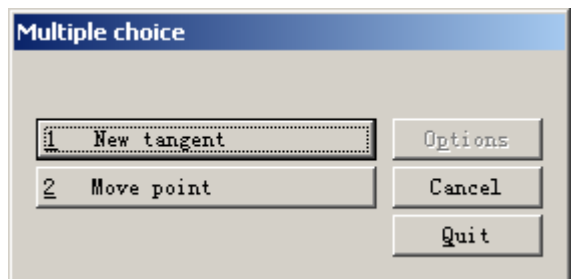 Multiple choice
1 New tangent
Options
2 Move point
Cancel
Quit